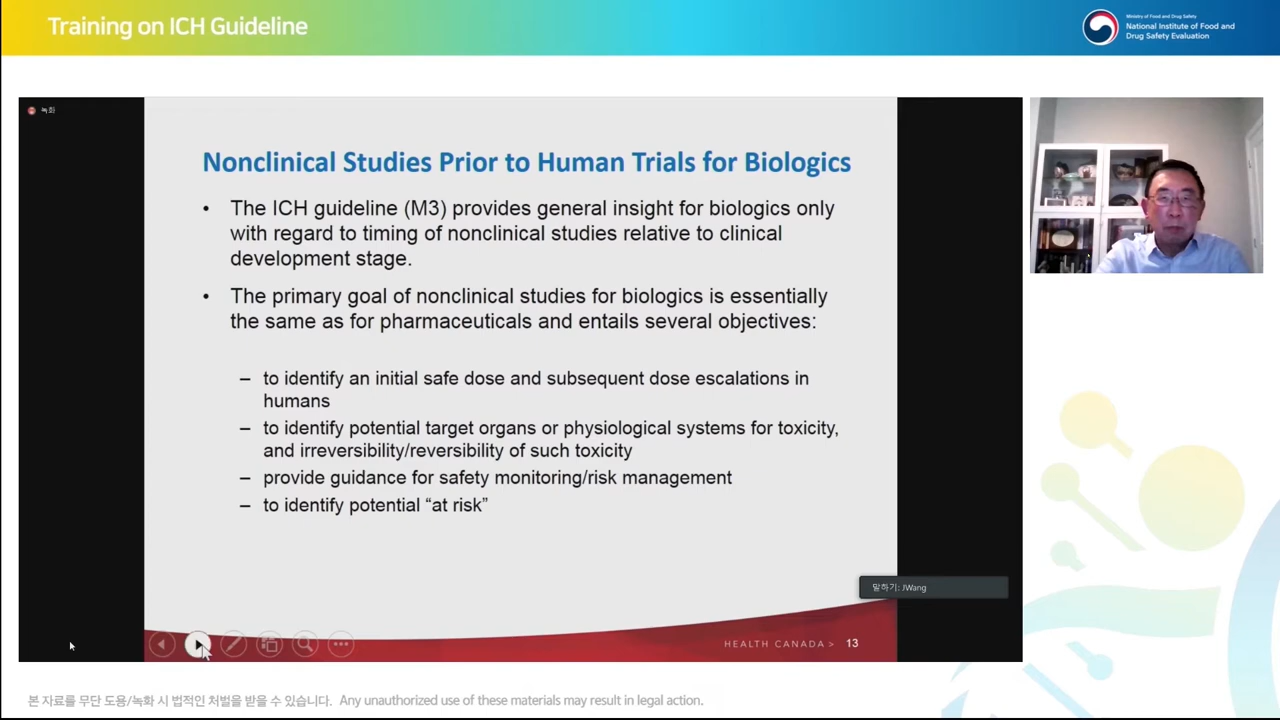 Training on ICH Guideline
Ministry of Food and Drug Safety
National Institute of Food and
Drug Safety Evaluation
녹화
Nonclinical Studies Prior to Human Trials for Biologics
• The ICH guideline (M3) provides general insight for biologics only
with regard to timing of nonclinical studies relative to clinical
development stage.
• The primary goal of nonclinical studies for biologics is essentially
the same as for pharmaceuticals and entails several objectives:
– to identify an initial safe dose and subsequent dose escalations in
humans
– to identify potential target organs or physiological systems for toxicity,
and irreversibility/reversibility of such toxicity
– provide guidance for safety monitoring/risk management
– to identify potential “at risk”
말하기: JWang
HEALTH CANADA > 13
본 자료를 무단 도용/녹화 시 법적인 처벌을 받을 수 있습니다. Any unauthorized use of these materials may result in legal action.